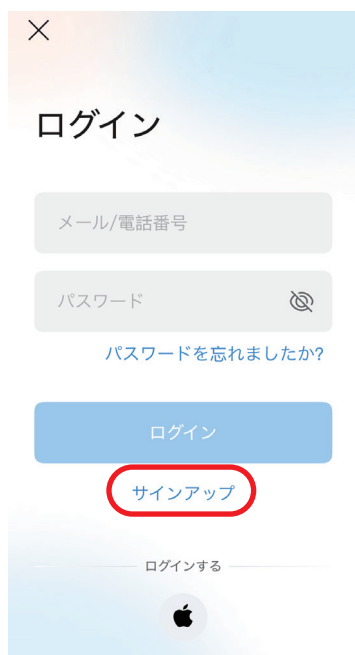 ログイン
メール/電話番号
パスワード
パスワードを忘れましたか?
ログイン
サインアップ
ログインする